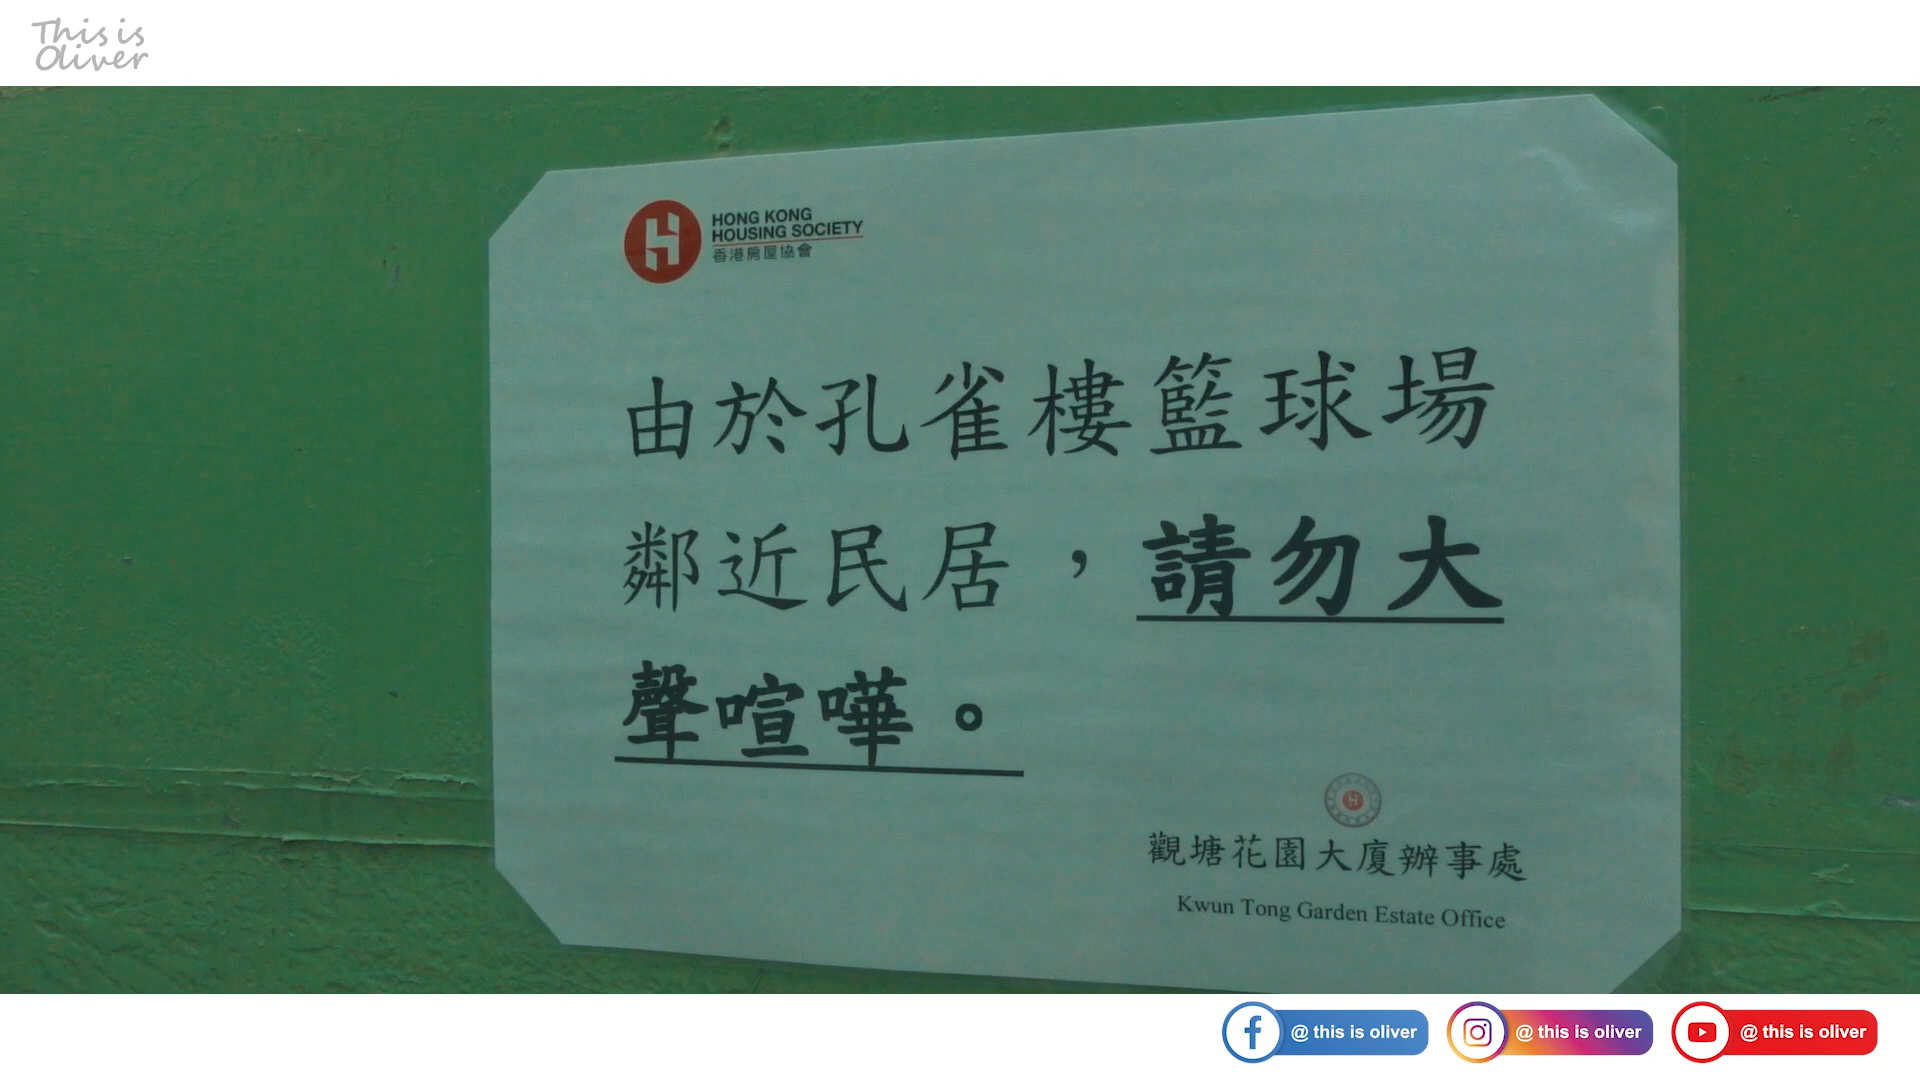 This is
Oliver
HONG KONG
HOUSING SOCIETY
香港房屋協會
由於孔雀樓籃球場
鄰近民居，請勿大
聲喧嘩。
觀塘花園大廈辦事處
Kwun Tong Garden Estate Office
@ this is oliver
@ this is oliver
@ this is oliver